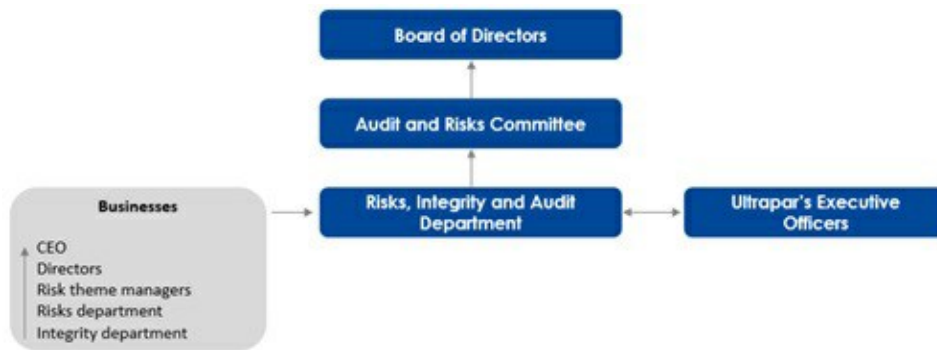 Board of Directors
Audit and Risks Committee
Risks, Integrity and Audit
Department
Ultrapar's Executive
Officers
Businesses
CEO
Directors
Risk theme managers
Risks department
Integrity department